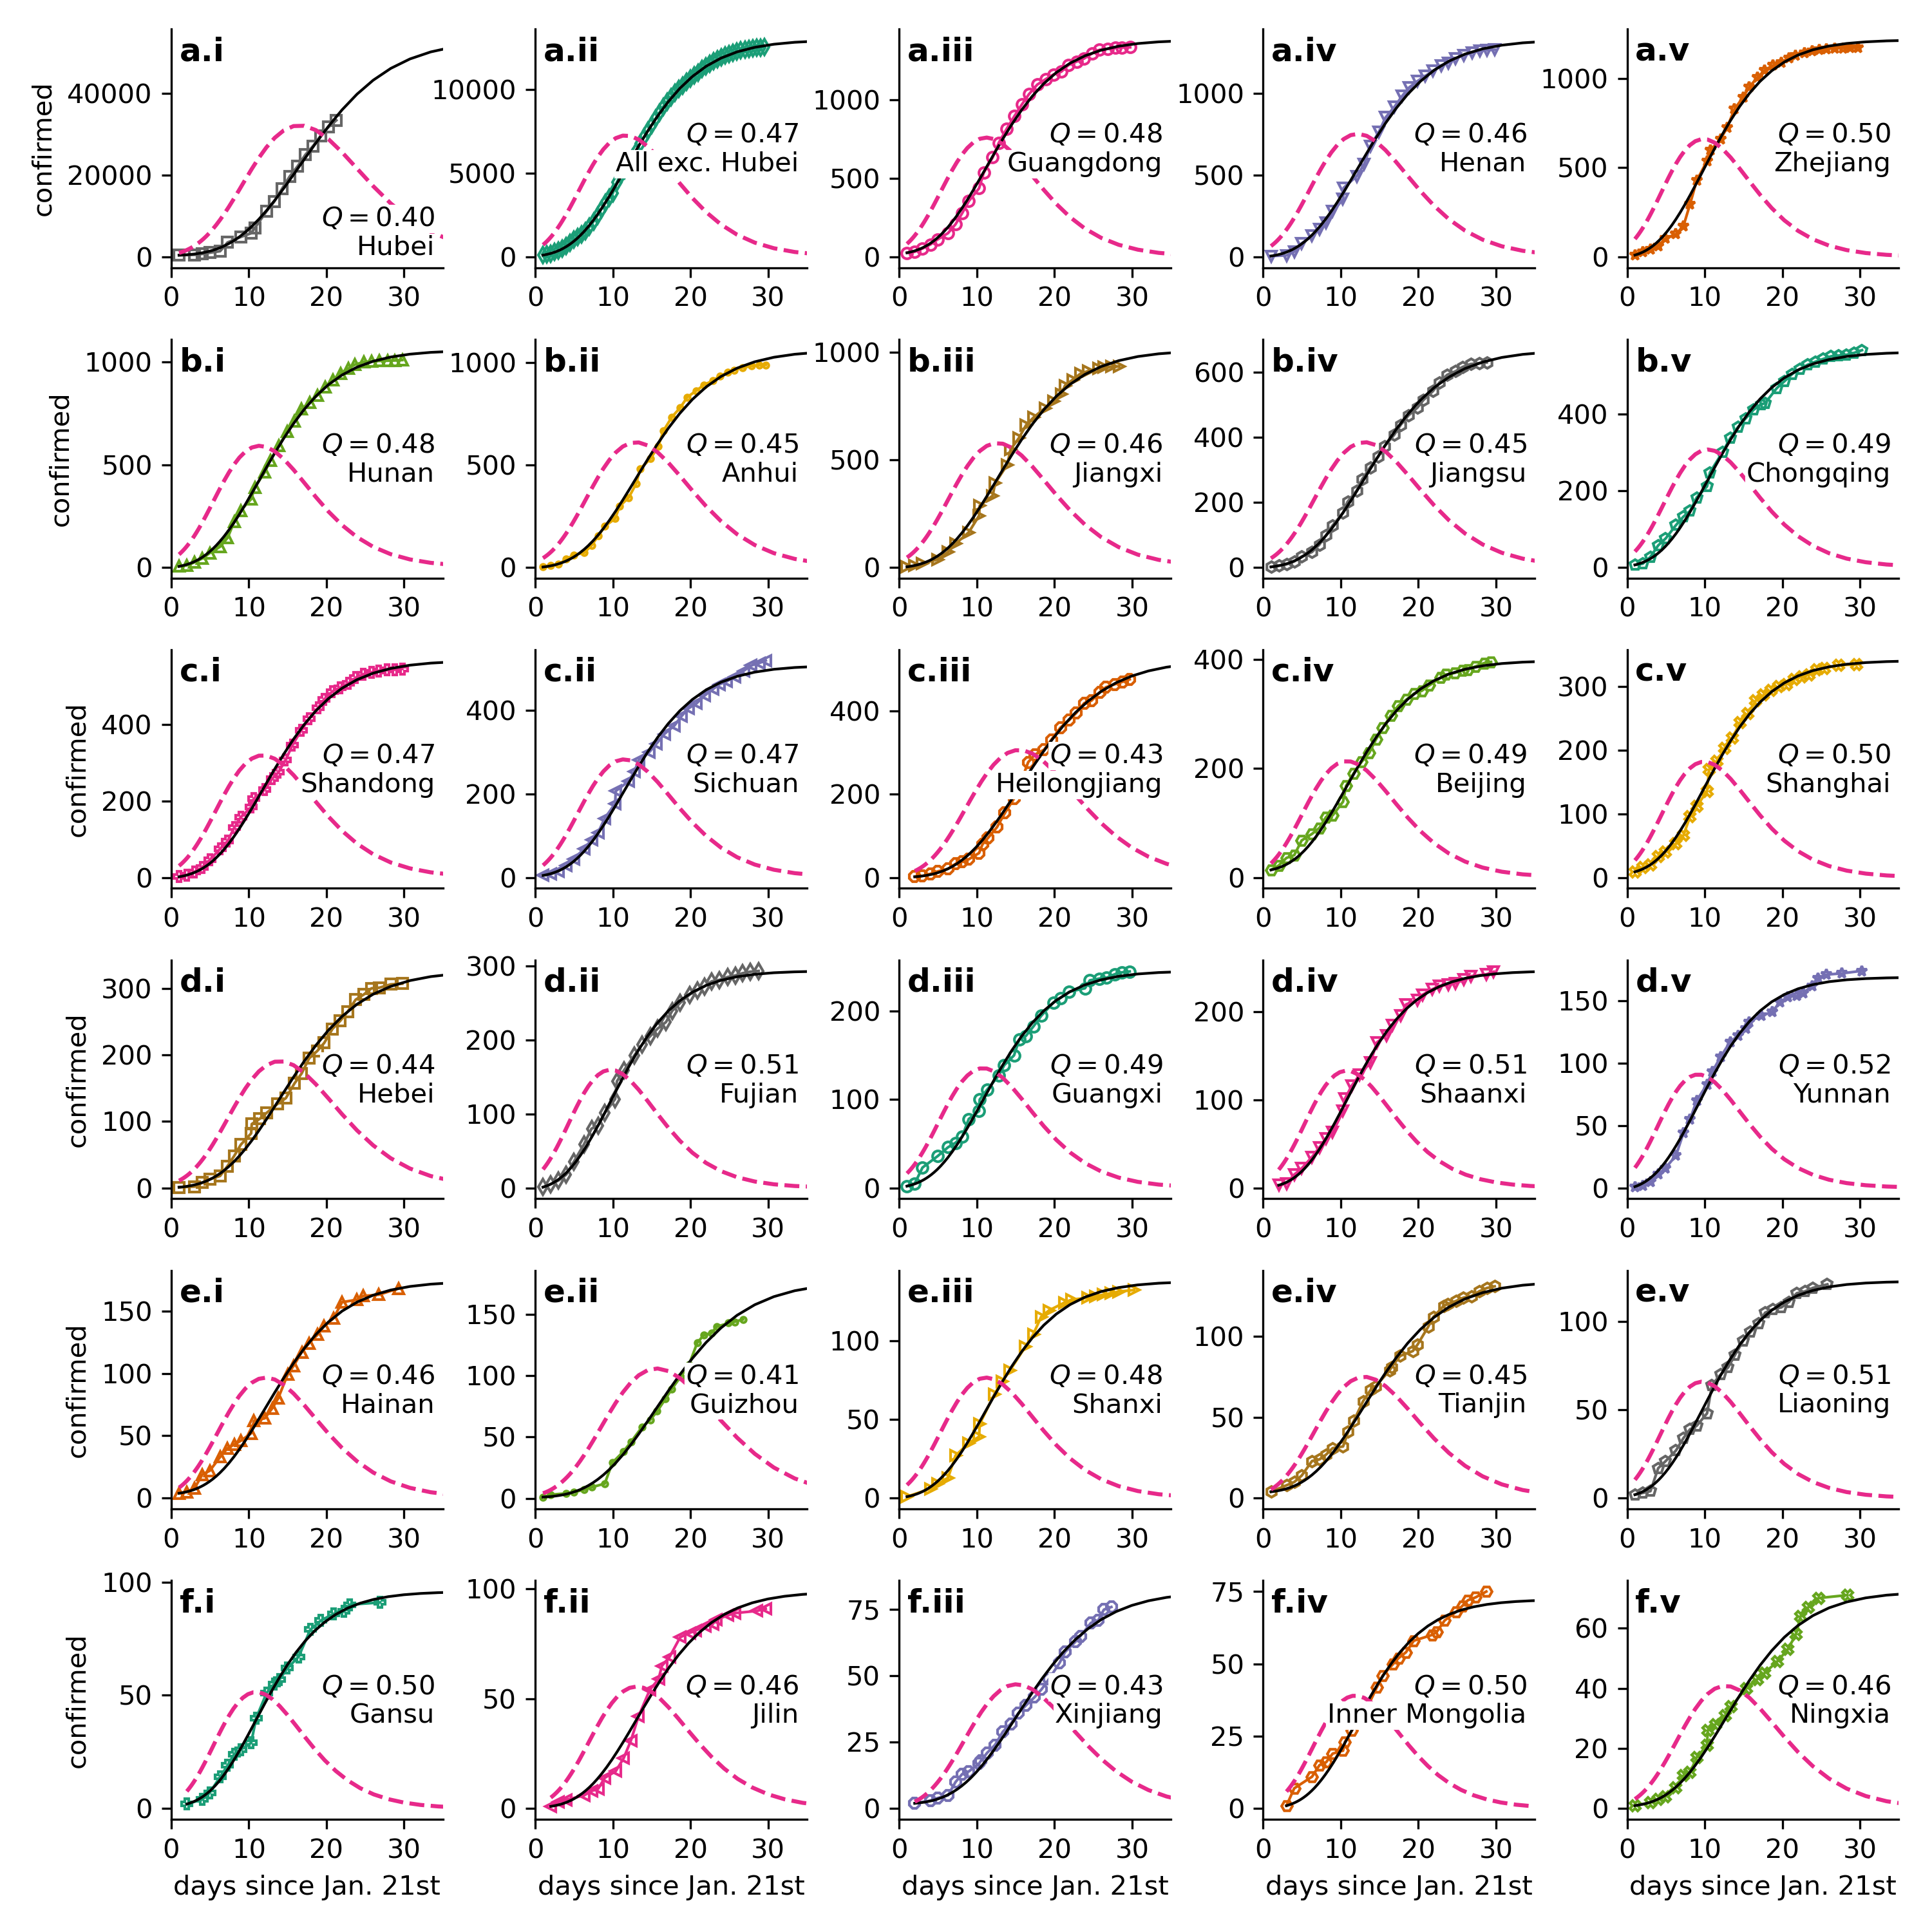 a.i
confirmed
40000
20000
0
Q = 0.40
Hubei
0 10 20 30
a.ii
10000
5000
0
Q = 0.47
All exc. Hubei
0 10 20 30
a.iii
1000
500
0
Q = 0.48
Guangdong
0 10 20 30
a.iv
1000
500
0
Q = 0.46
Henan
0 10 20 30
a.v
1000
500
0
Q = 0.50
Zhejiang
0 10 20 30
b.i
confirmed
1000
500
0
Q = 0.48
Hunan
0 10 20 30
b.ii
1000
500
0
Q = 0.45
Anhui
0 10 20 30
b.iii
1000
500
0
Q = 0.46
Jiangxi
0 10 20 30
b.iv
600
400
200
0
Q = 0.45
Jiangsu
0 10 20 30
b.v
400
200
0
Q = 0.49
Chongqing
0 10 20 30
c.i
confirmed
400
200
0
Q = 0.47
Shandong
0 10 20 30
c.ii
400
200
0
Q = 0.47
Sichuan
0 10 20 30
c.iii
400
200
0
Q = 0.43
Heilongjiang
0 10 20 30
c.iv
400
200
0
Q = 0.49
Beijing
0 10 20 30
c.v
300
200
100
0
Q = 0.50
Shanghai
0 10 20 30
d.i
confirmed
300
200
100
0
Q = 0.44
Hebei
0 10 20 30
d.ii
300
200
100
0
Q = 0.51
Fujian
0 10 20 30
d.iii
200
100
0
Q = 0.49
Guangxi
0 10 20 30
d.iv
200
100
0
Q = 0.51
Shaanxi
0 10 20 30
d.v
150
100
50
0
Q = 0.52
Yunnan
0 10 20 30
e.i
confirmed
150
100
50
0
Q = 0.46
Hainan
0 10 20 30
e.ii
150
100
50
0
Q = 0.41
Guizhou
0 10 20 30
e.iii
100
50
0
Q = 0.48
Shanxi
0 10 20 30
e.iv
100
50
0
Q = 0.45
Tianjin
0 10 20 30
e.v
100
50
0
Q = 0.51
Liaoning
0 10 20 30
f.i
confirmed
100
50
0
Q = 0.50
Gansu
0 10 20 30
days since Jan. 21st
f.ii
100
50
0
Q = 0.46
Jilin
0 10 20 30
days since Jan. 21st
f.iii
75
50
25
0
Q = 0.43
Xinjiang
0 10 20 30
days since Jan. 21st
f.iv
75
50
25
0
Q = 0.50
Inner Mongolia
0 10 20 30
days since Jan. 21st
f.v
60
40
20
0
Q = 0.46
Ningxia
0 10 20 30
days since Jan. 21st